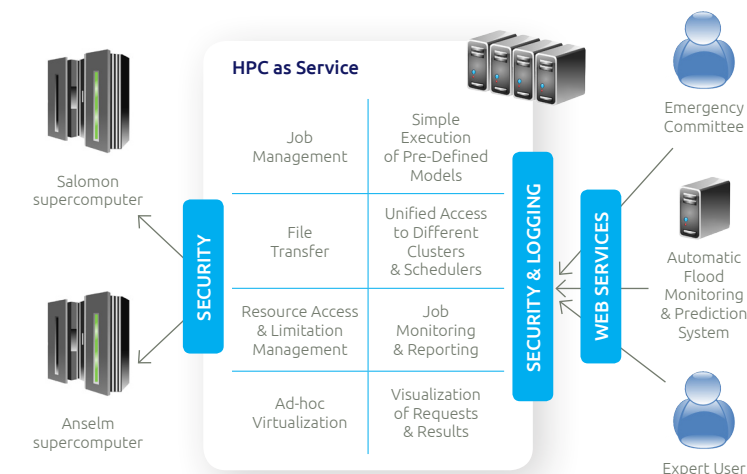 HPC as Service
Job
Management
Simple
Execution
of Pre-Defined
Models
File
Transfer
Unified Access
to Different
Clusters
& Schedulers
Resource Access
& Limitation
Management
Job
Monitoring
& Reporting
Ad-hoc
Virtualization
Visualization
of Requests
& Results
Salomon
supercomputer
Anselm
supercomputer
SECURITY
SECURITY & LOGGING
WEB SERVICES
Emergency
Committee
Automatic
Flood
Monitoring
& Prediction
System
Expert User